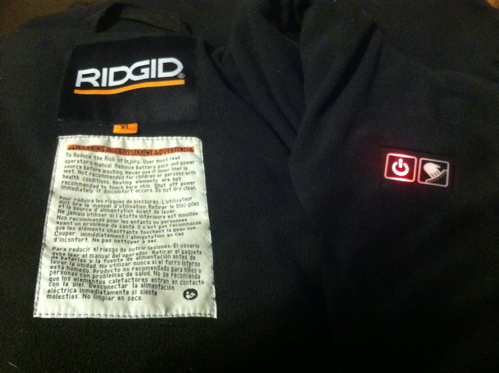 RIDGID
To Reduce the Risk of Injury. User must read
operator's manual. Remove battery pack and power
source before washing. Never use if inner liner is
wet. Not recommended for children or persons with
health conditions. Heating elements are not
recommended to touch bare skin. Shut off power
immediately if discomfort occurs. Do not dry clean.
Pour réduire les risques de blessures. L'utilisateur
doit lire le manuel d'utilisation. Retirer le bloc-piles
et la source d'alimentation avant de laver.
Ne jamais utiliser si l'étoffe intérieure est mouillée
Non recommandé pour les enfants ou personnes
ayant un problème de santé. Il n'est pas recommandé
que les éléments chauffants touchent la peau nue.
Couper immédiatement l'alimentation en cas
d'inconfort. Ne pas nettoyer à sec.
Para reducir el riesgo de sufrir lesiones: El usuario
debe leer el manual del operador. Retirar el paquete
de baterías y la fuente de alimentación antes de
lavar la unidad. No utilizar nunca si el forro interno
está húmedo. Producto no recomendado para niños o
personas con problemas de salud. No se recomienda
que los elementos calefactores entran en contacto
con la piel. Desconectar la alimentación
eléctrica inmediatamente si siente
molestias. No limpiar en seco.